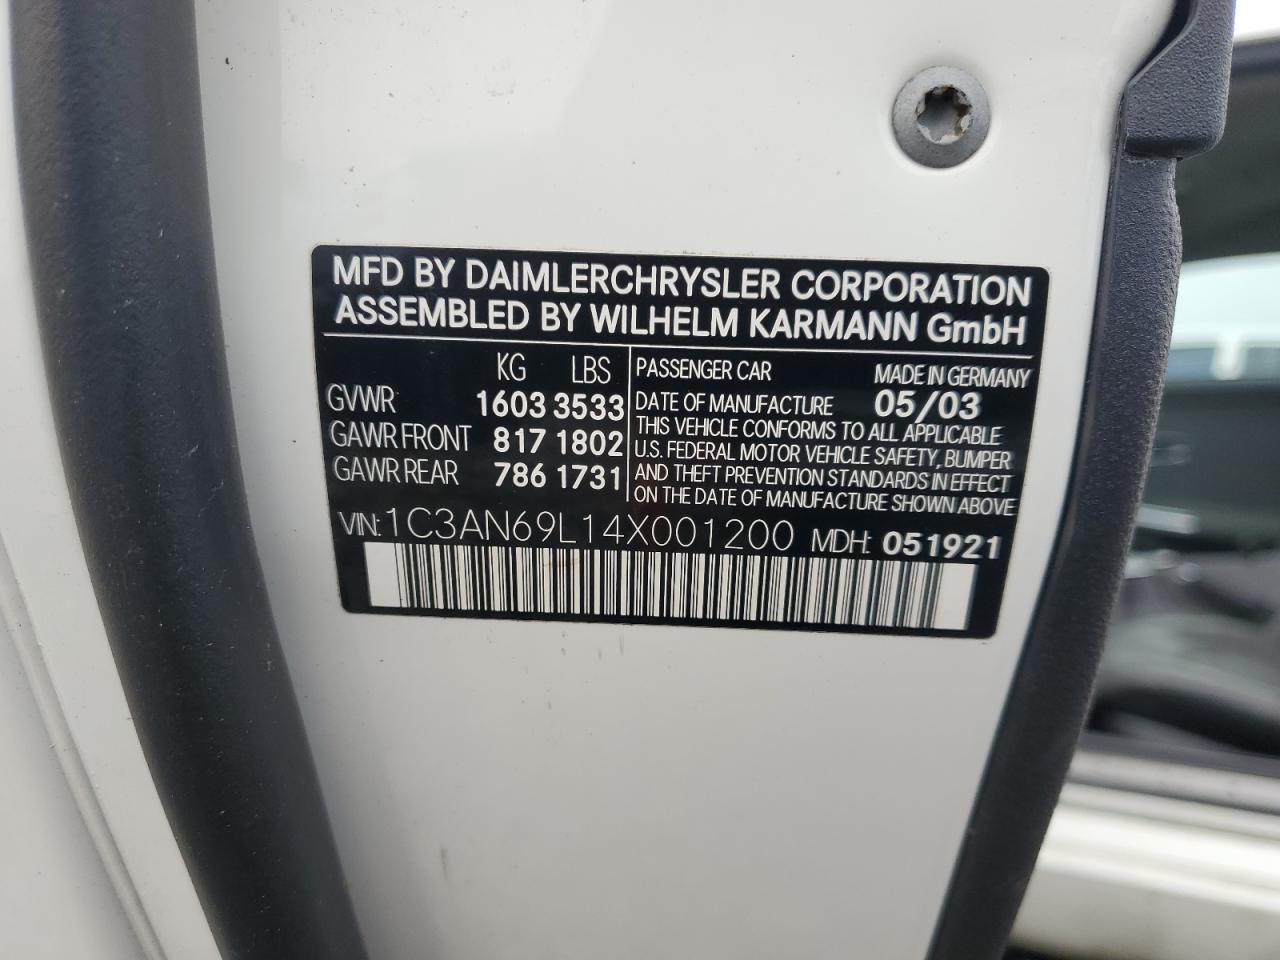 MFD BY DAIMLERCHRYSLER CORPORATION
ASSEMBLED BY WILHELM KARMANN GmbH
KG LBS
GVWR 1603 3533
GAWR FRONT 817 1802
GAWR REAR 786 1731
PASSENGER CAR MADE IN GERMANY
DATE OF MANUFACTURE 05/03
THIS VEHICLE CONFORMS TO ALL APPLICABLE
U.S. FEDERAL MOTOR VEHICLE SAFETY, BUMPER
AND THEFT PREVENTION STANDARDS IN EFFECT
ON THE DATE OF MANUFACTURE SHOWN ABOVE
VIN: 1C3AN69L14X001200 MDH: 051921